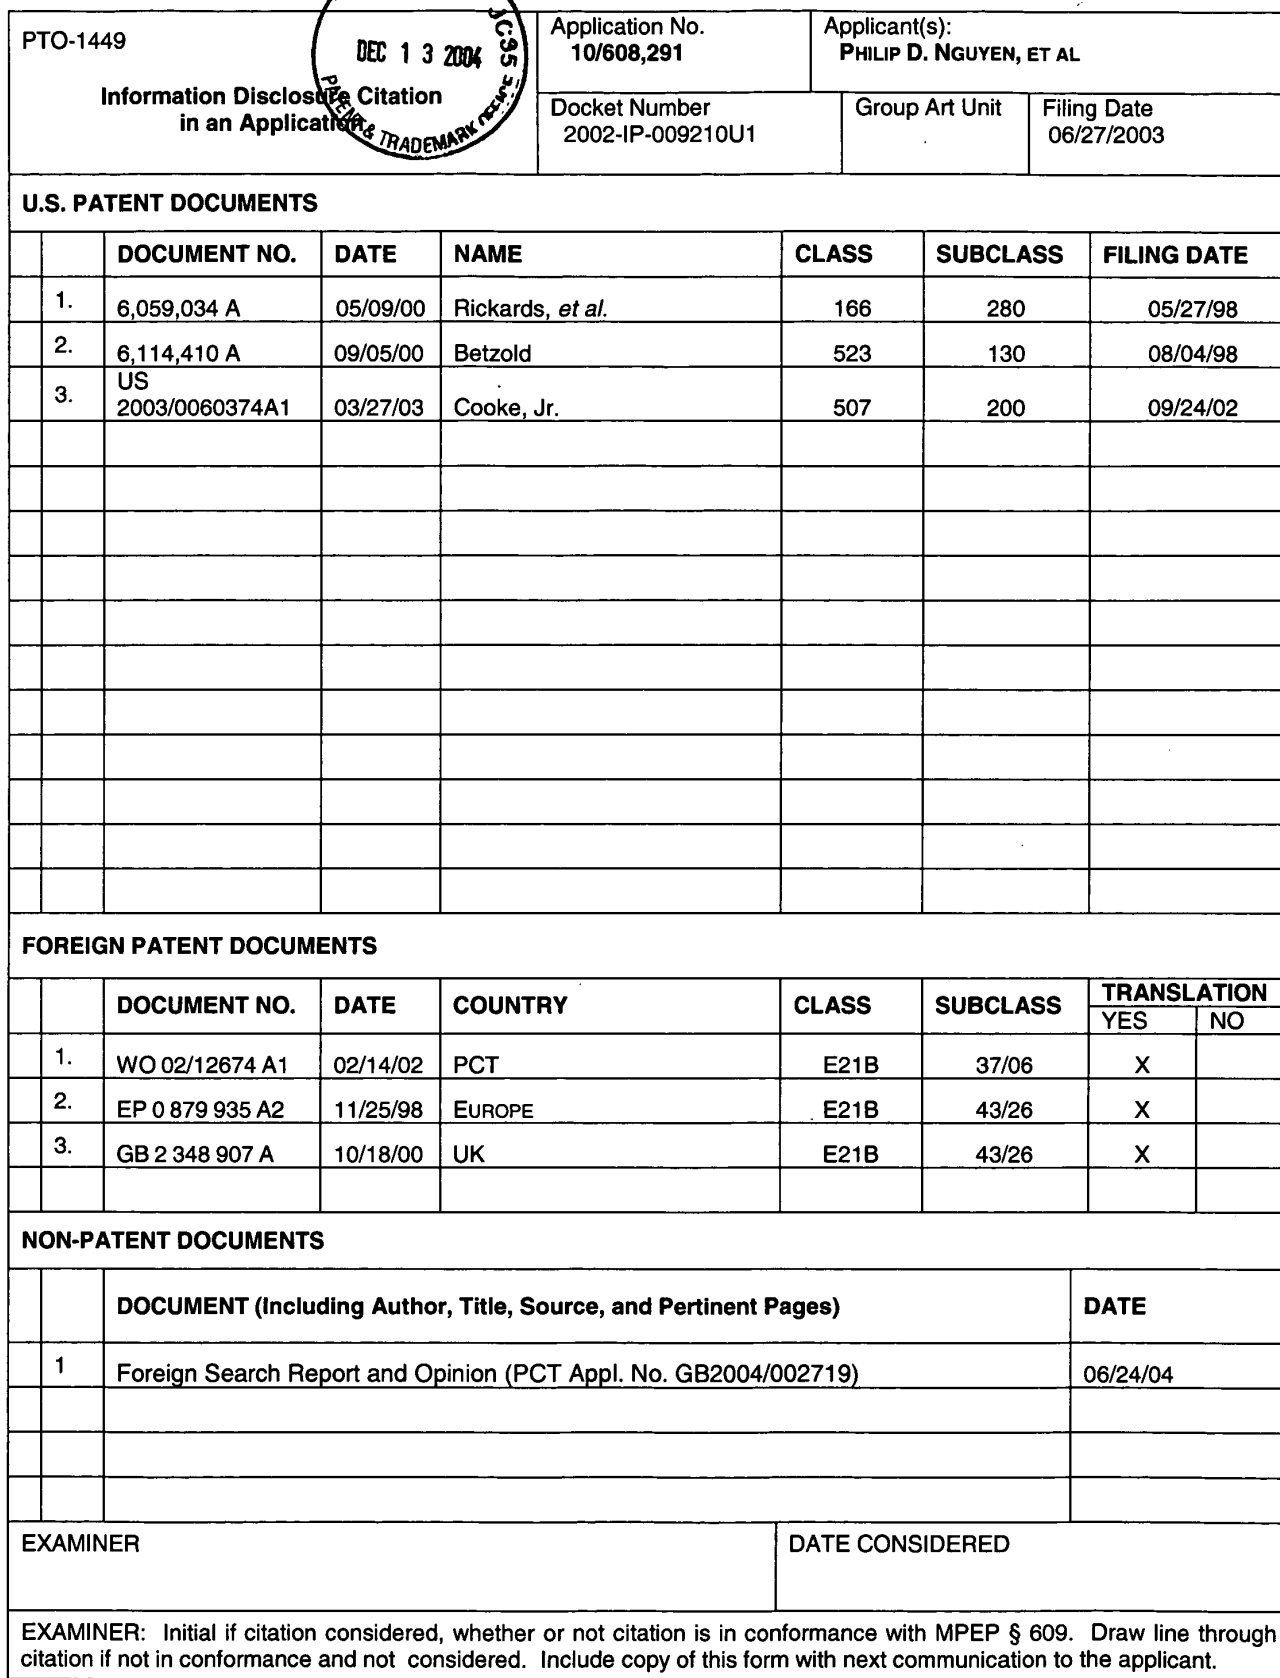 PTO-1449
Information Disclosure Citation
in an Application
DEC 13 2004
PATENT & TRADEMARK OFFICE
Application No.
10/608,291
Applicant(s):
PHILIP D. NGUYEN, ET AL
Docket Number
2002-IP-009210U1
Group Art Unit
Filing Date
06/27/2003
U.S. PATENT DOCUMENTS
DOCUMENT NO. DATE NAME CLASS SUBCLASS FILING DATE
1. 6,059,034 A 05/09/00 Rickards, et al. 166 280 05/27/98
2. 6,114,410 A 09/05/00 Betzold 523 130 08/04/98
3. US
2003/0060374A1 03/27/03 Cooke, Jr. 507 200 09/24/02
FOREIGN PATENT DOCUMENTS
DOCUMENT NO. DATE COUNTRY CLASS SUBCLASS TRANSLATION
YES NO
1. WO 02/12674 A1 02/14/02 PCT E21B 37/06 X
2. EP 0 879 935 A2 11/25/98 EUROPE E21B 43/26 X
3. GB 2 348 907 A 10/18/00 UK E21B 43/26 X
NON-PATENT DOCUMENTS
DOCUMENT (Including Author, Title, Source, and Pertinent Pages) DATE
1 Foreign Search Report and Opinion (PCT Appl. No. GB2004/002719) 06/24/04
EXAMINER DATE CONSIDERED
EXAMINER: Initial if citation considered, whether or not citation is in conformance with MPEP § 609. Draw line through
citation if not in conformance and not considered. Include copy of this form with next communication to the applicant.